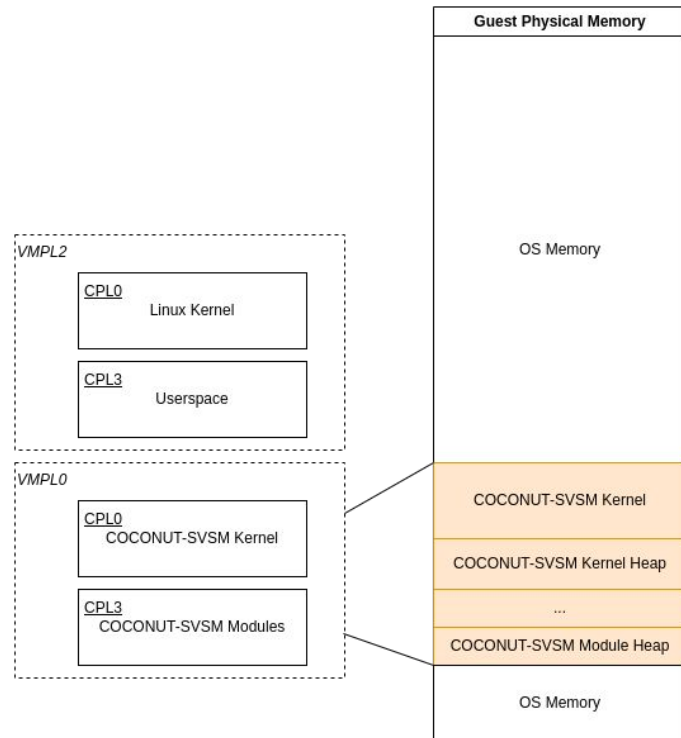 Guest Physical Memory
OS Memory
VMPL2
CPL0
Linux Kernel
CPL3
Userspace
VMPL0
CPL0
COCONUT-SVSM Kernel
CPL3
COCONUT-SVSM Modules
COCONUT-SVSM Kernel
COCONUT-SVSM Kernel Heap
...
COCONUT-SVSM Module Heap
OS Memory